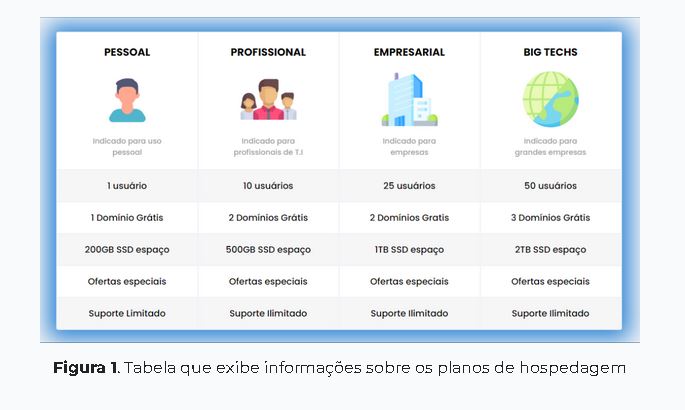 PESSOAL PROFISSIONAL EMPRESARIAL BIG TECHS
Indicado para uso Indicado para Indicado para Indicado para
pessoal profissionais de T.I empresas grandes empresas
1 usuário 10 usuários 25 usuários 50 usuários
1 Domínio Grátis 2 Domínios Grátis 2 Domínios Gratis 3 Domínios Grátis
200GB SSD espaço 500GB SSD espaço 1TB SSD espaço 2TB SSD espaço
Ofertas especiais Ofertas especiais Ofertas especiais Ofertas especiais
Suporte Limitado Suporte Ilimitado Suporte Ilimitado Suporte Ilimitado
Figura 1. Tabela que exibe informações sobre os planos de hospedagem